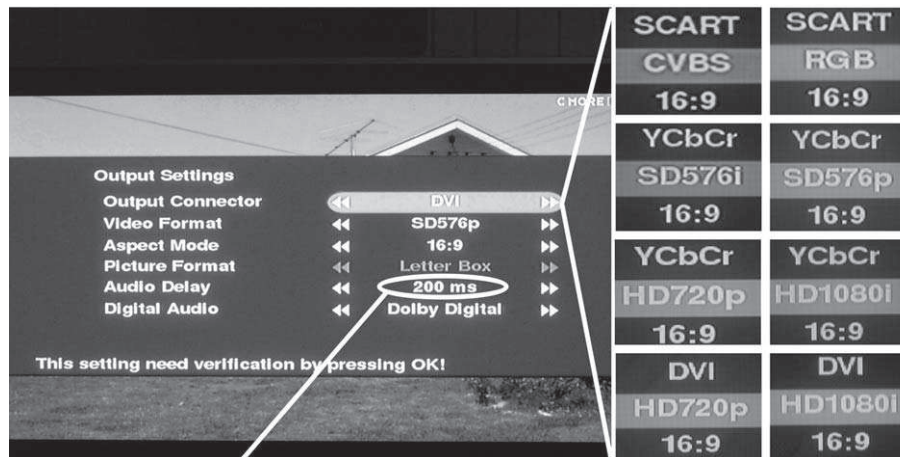 CMORE
Output Settings
Output Connector DVI
Video Format SD576p
Aspect Mode 16:9
Picture Format Letter Box
Audio Delay 200 ms
Digital Audio Dolby Digital
This setting need verification by pressing OK!
SCART
CVBS
16:9
SCART
RGB
16:9
YCbCr
SD576i
16:9
YCbCr
SD576p
16:9
YCbCr
HD720p
16:9
YCbCr
HD1080i
16:9
DVI
HD720p
16:9
DVI
HD1080i
16:9